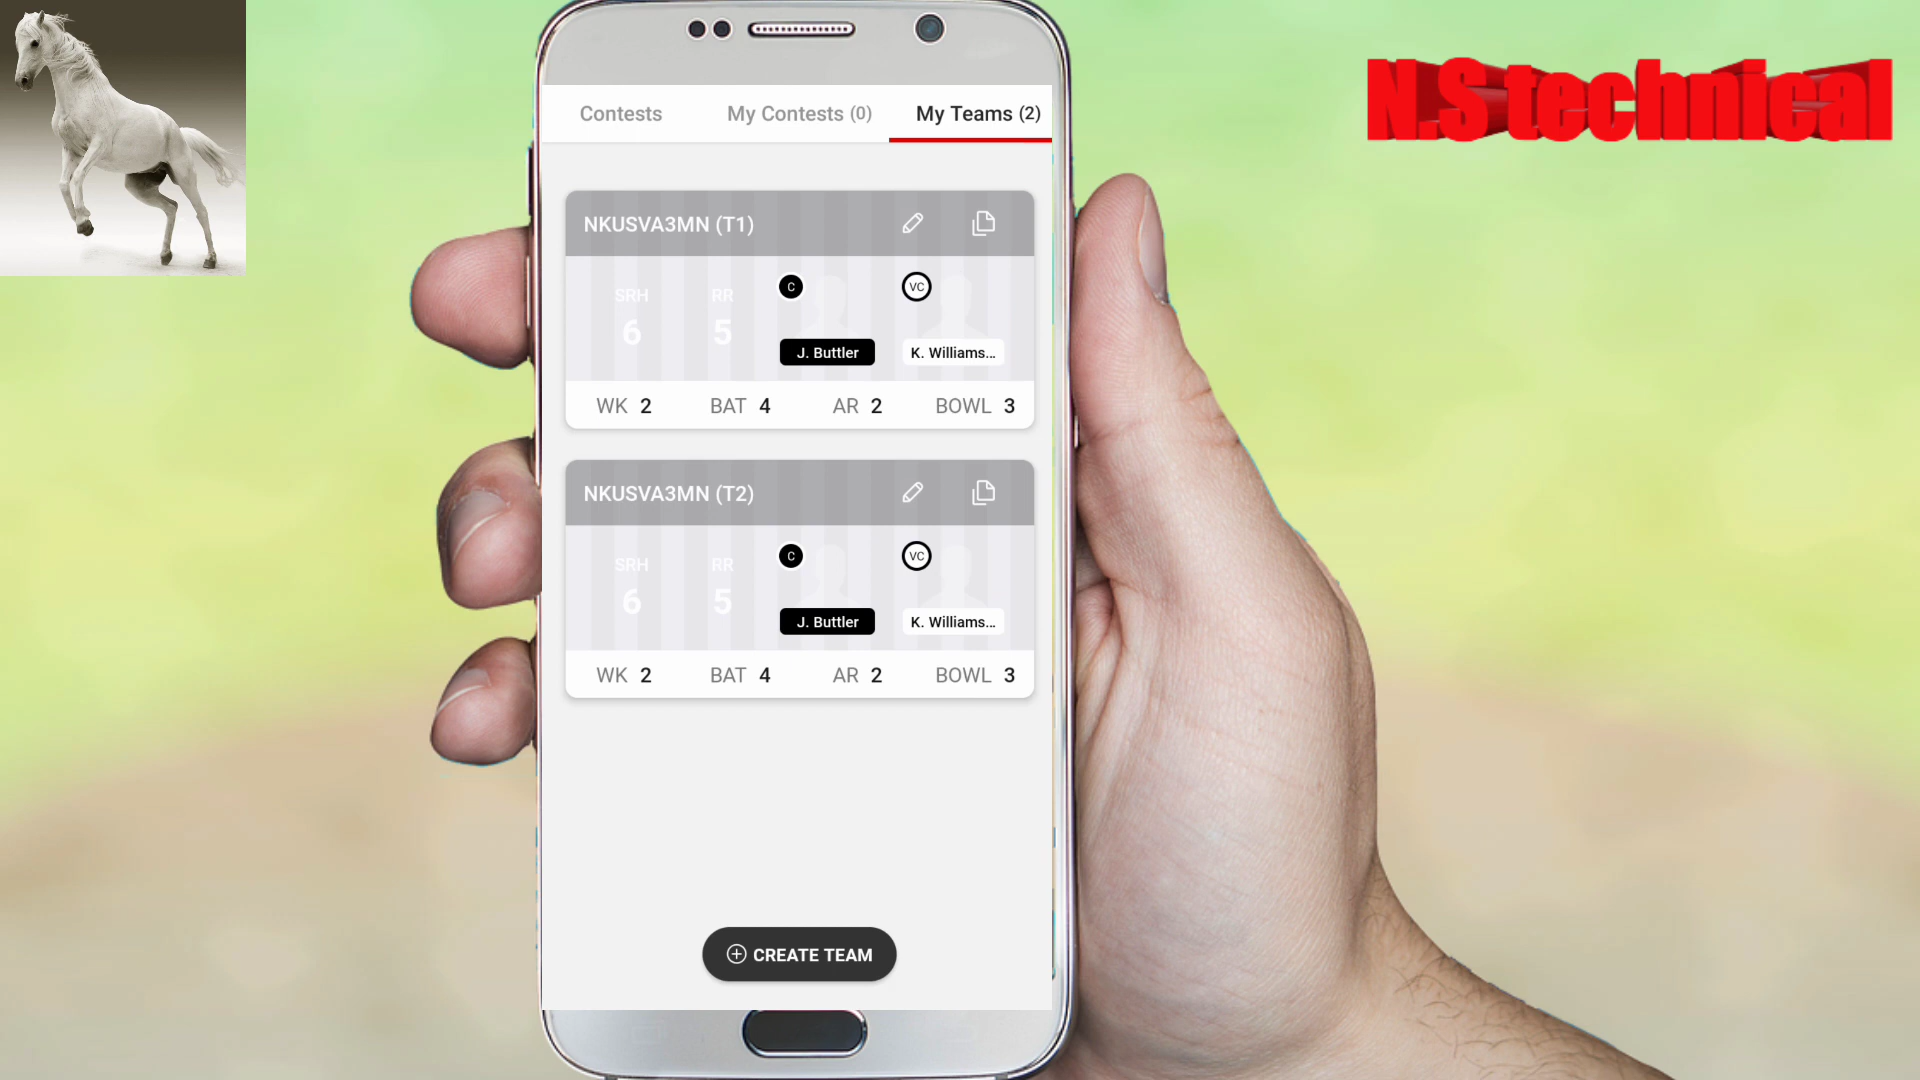 N.S technical
Contests My Contests (0) My Teams (2)
NKUSVA3MN (T1)
SRH RR C VC
6 5
J. Buttler K. Williams...
WK 2 BAT 4 AR 2 BOWL 3
NKUSVA3MN (T2)
SRH RR C VC
6 5
J. Buttler K. Williams...
WK 2 BAT 4 AR 2 BOWL 3
CREATE TEAM